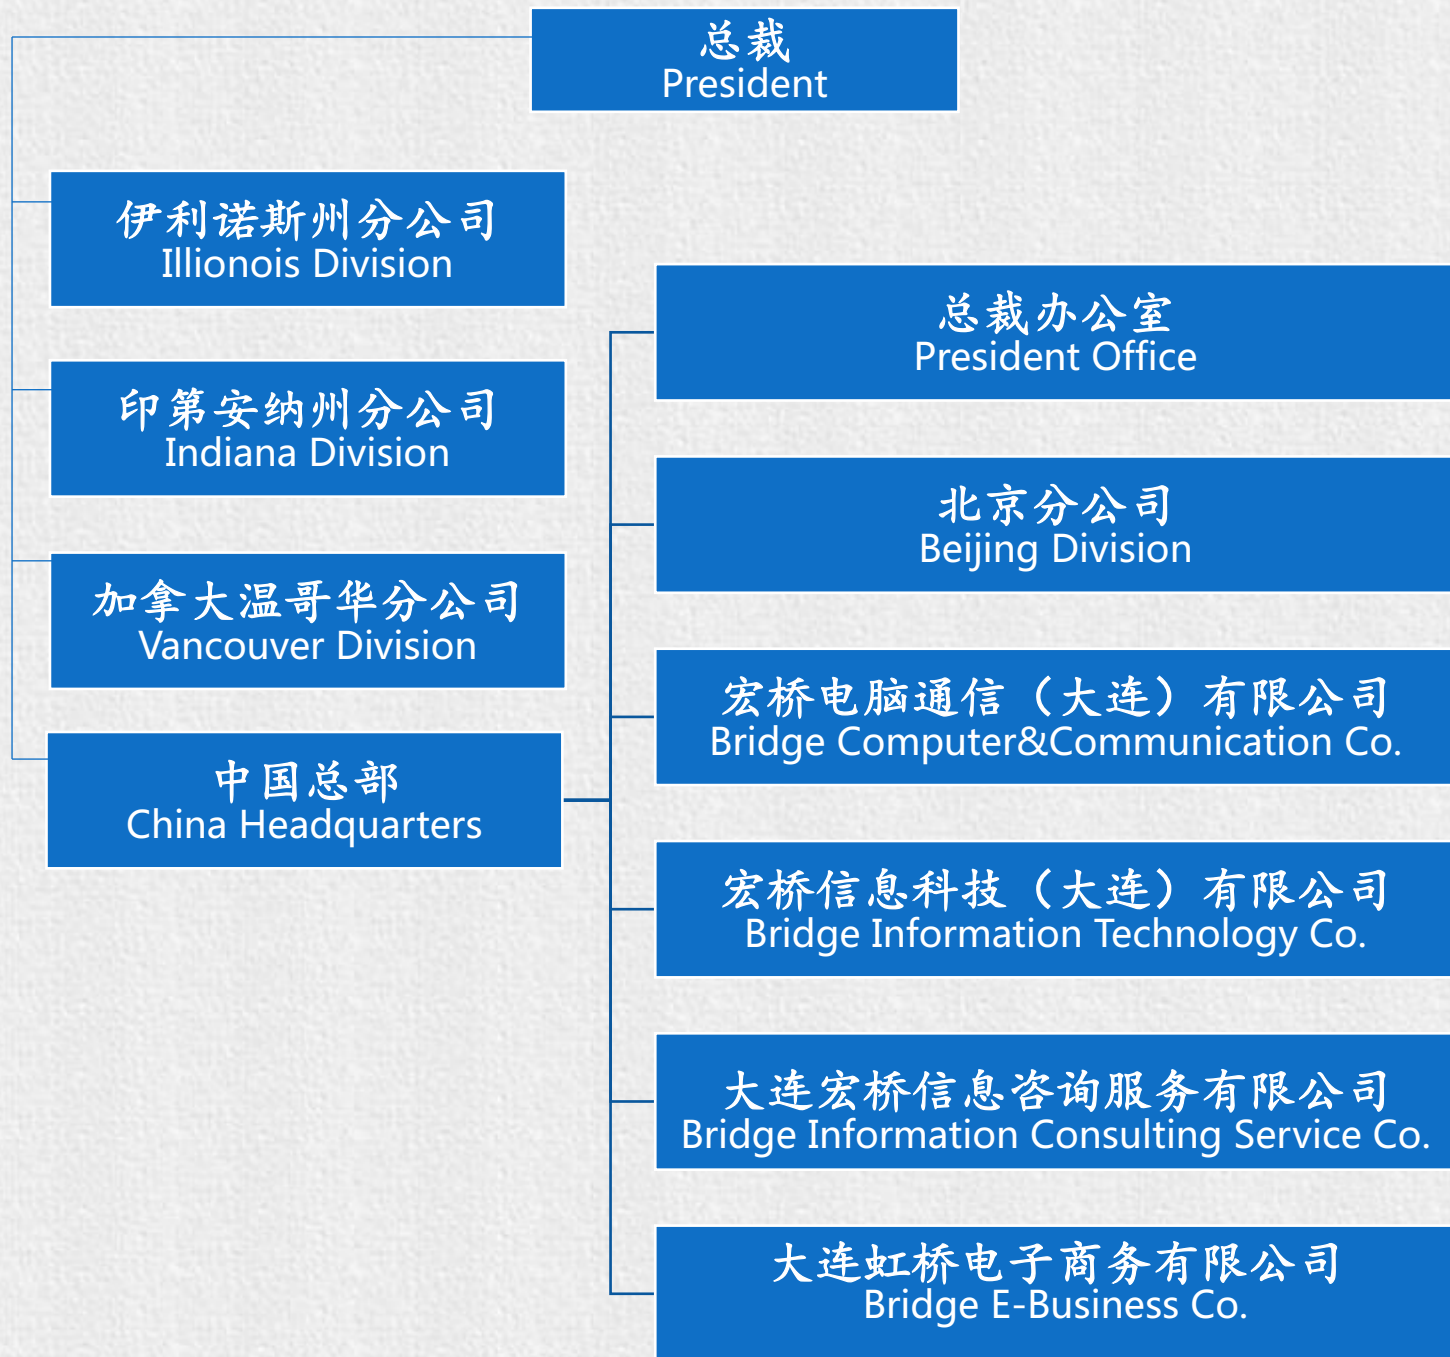 总裁
President
伊利诺斯州分公司
Illionois Division
印第安纳州分公司
Indiana Division
加拿大温哥华分公司
Vancouver Division
中国总部
China Headquarters
总裁办公室
President Office
北京分公司
Beijing Division
宏桥电脑通信（大连）有限公司
Bridge Computer&Communication Co.
宏桥信息科技（大连）有限公司
Bridge Information Technology Co.
大连宏桥信息咨询服务有限公司
Bridge Information Consulting Service Co.
大连虹桥电子商务有限公司
Bridge E-Business Co.